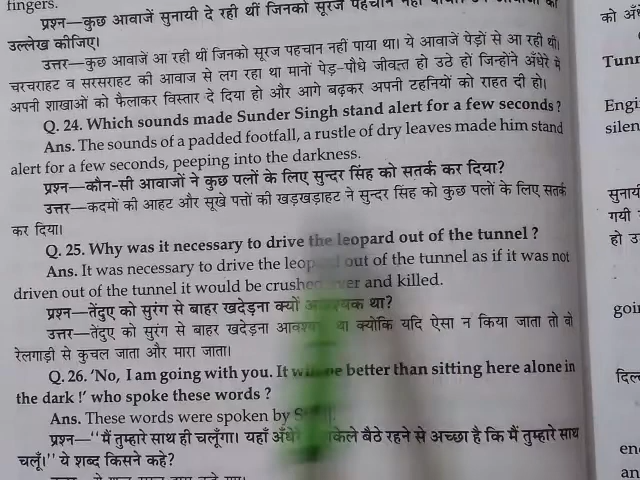 fingers.
प्रश्न—कुछ आवाजें सुनायी दे रही थीं जिनको सूरज पहचान नहीं
उल्लेख कीजिए।
उत्तर—कुछ आवाजें आ रही थीं जिनको सूरज पहचान नहीं पाया था। ये आवाजें पेड़ों से आ रही थीं।
चरचराहट व सरसराहट की आवाज से लग रहा था मानों पेड़-पौधे जीवन्त हो उठे हों जिन्होंने अँधेरे में
अपनी शाखाओं को फैलाकर विस्तार दे दिया हो और आगे बढ़कर अपनी टहनियों को राहत दी हो।
Q. 24. Which sounds made Sunder Singh stand alert for a few seconds ?
Ans. The sounds of a padded footfall, a rustle of dry leaves made him stand
alert for a few seconds, peeping into the darkness.
प्रश्न—कौन-सी आवाजों ने कुछ पलों के लिए सुन्दर सिंह को सतर्क कर दिया?
उत्तर—कदमों की आहट और सूखे पत्तों की खड़खड़ाहट ने सुन्दर सिंह को कुछ पलों के लिए सतर्क
कर दिया।
Q. 25. Why was it necessary to drive the leopard out of the tunnel ?
Ans. It was necessary to drive the leopard out of the tunnel as if it was not
driven out of the tunnel it would be crushed over and killed.
प्रश्न—तेंदुए को सुरंग से बाहर खदेड़ना क्यों आवश्यक था?
उत्तर—तेंदुए को सुरंग से बाहर खदेड़ना आवश्यक था क्योंकि यदि ऐसा न किया जाता तो वो
रेलगाड़ी से कुचल जाता और मारा जाता।
Q. 26. 'No, I am going with you. It will be better than sitting here alone in
the dark !' who spoke these words ?
Ans. These words were spoken by
प्रश्न—''मैं तुम्हारे साथ ही चलूँगा। यहाँ अँधेरे अकेले बैठे रहने से अच्छा है कि मैं तुम्हारे साथ
चलूँ।'' ये शब्द किसने कहे?
को
Tunn
Engi
silen
सुनाय
गयी
हो उ
goin
दिल्
en
an